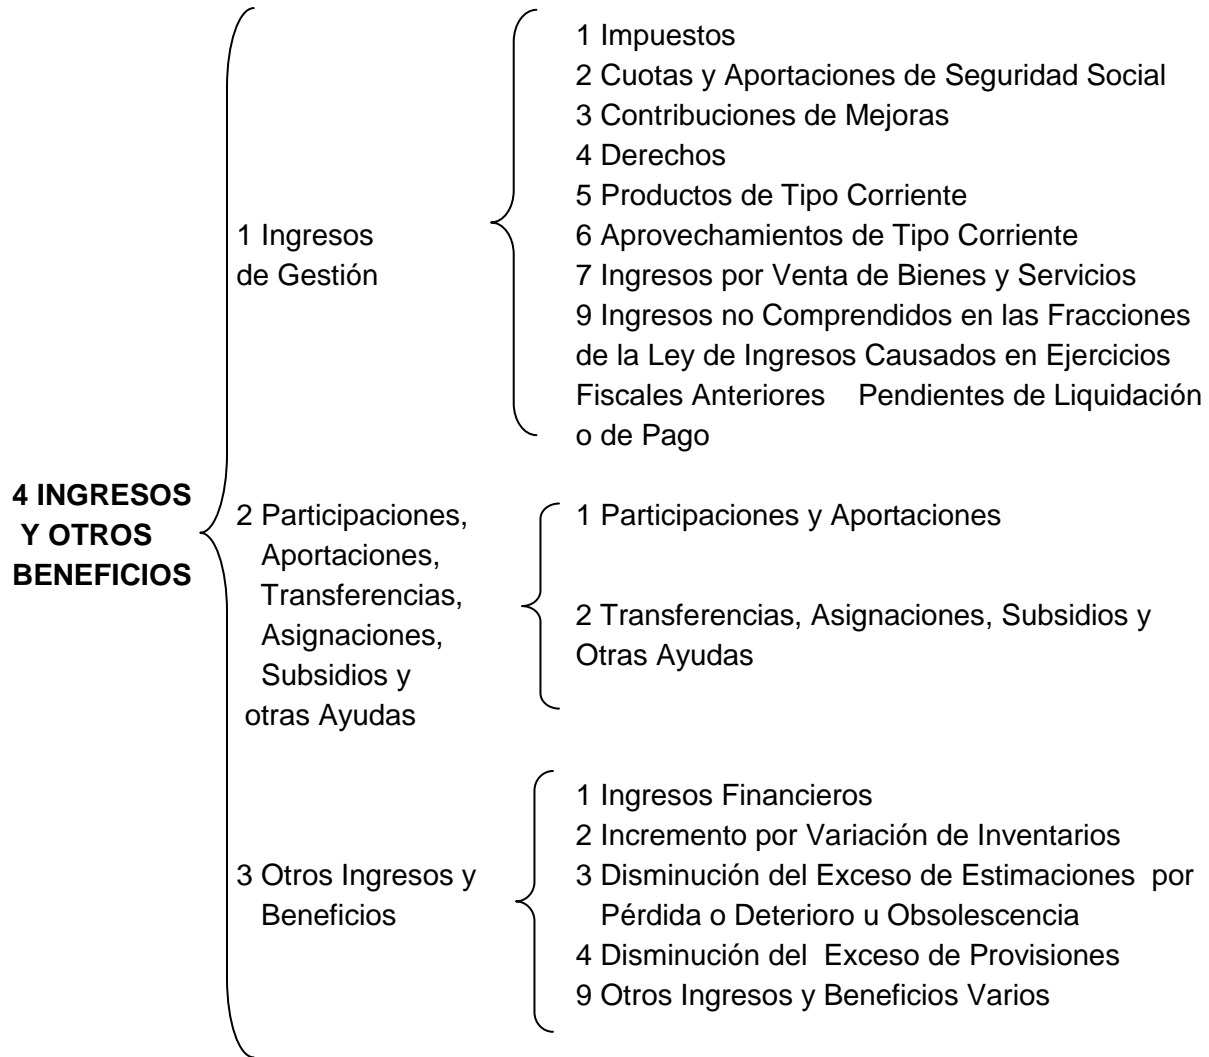 4 INGRESOS
Y OTROS
BENEFICIOS
1 Ingresos
de Gestión
1 Impuestos
2 Cuotas y Aportaciones de Seguridad Social
3 Contribuciones de Mejoras
4 Derechos
5 Productos de Tipo Corriente
6 Aprovechamientos de Tipo Corriente
7 Ingresos por Venta de Bienes y Servicios
9 Ingresos no Comprendidos en las Fracciones
de la Ley de Ingresos Causados en Ejercicios
Fiscales Anteriores Pendientes de Liquidación
o de Pago
2 Participaciones,
Aportaciones,
Transferencias,
Asignaciones,
Subsidios y
otras Ayudas
1 Participaciones y Aportaciones
2 Transferencias, Asignaciones, Subsidios y
Otras Ayudas
3 Otros Ingresos y
Beneficios
1 Ingresos Financieros
2 Incremento por Variación de Inventarios
3 Disminución del Exceso de Estimaciones por
Pérdida o Deterioro u Obsolescencia
4 Disminución del Exceso de Provisiones
9 Otros Ingresos y Beneficios Varios